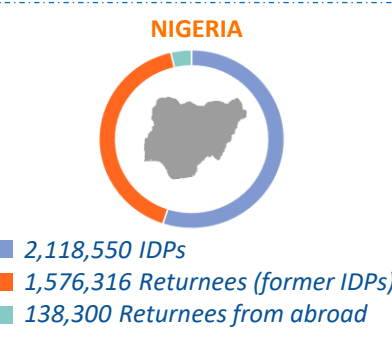 NIGERIA
2,118,550 IDPs
1,576,316 Returnees (former IDPs)
138,300 Returnees from abroad